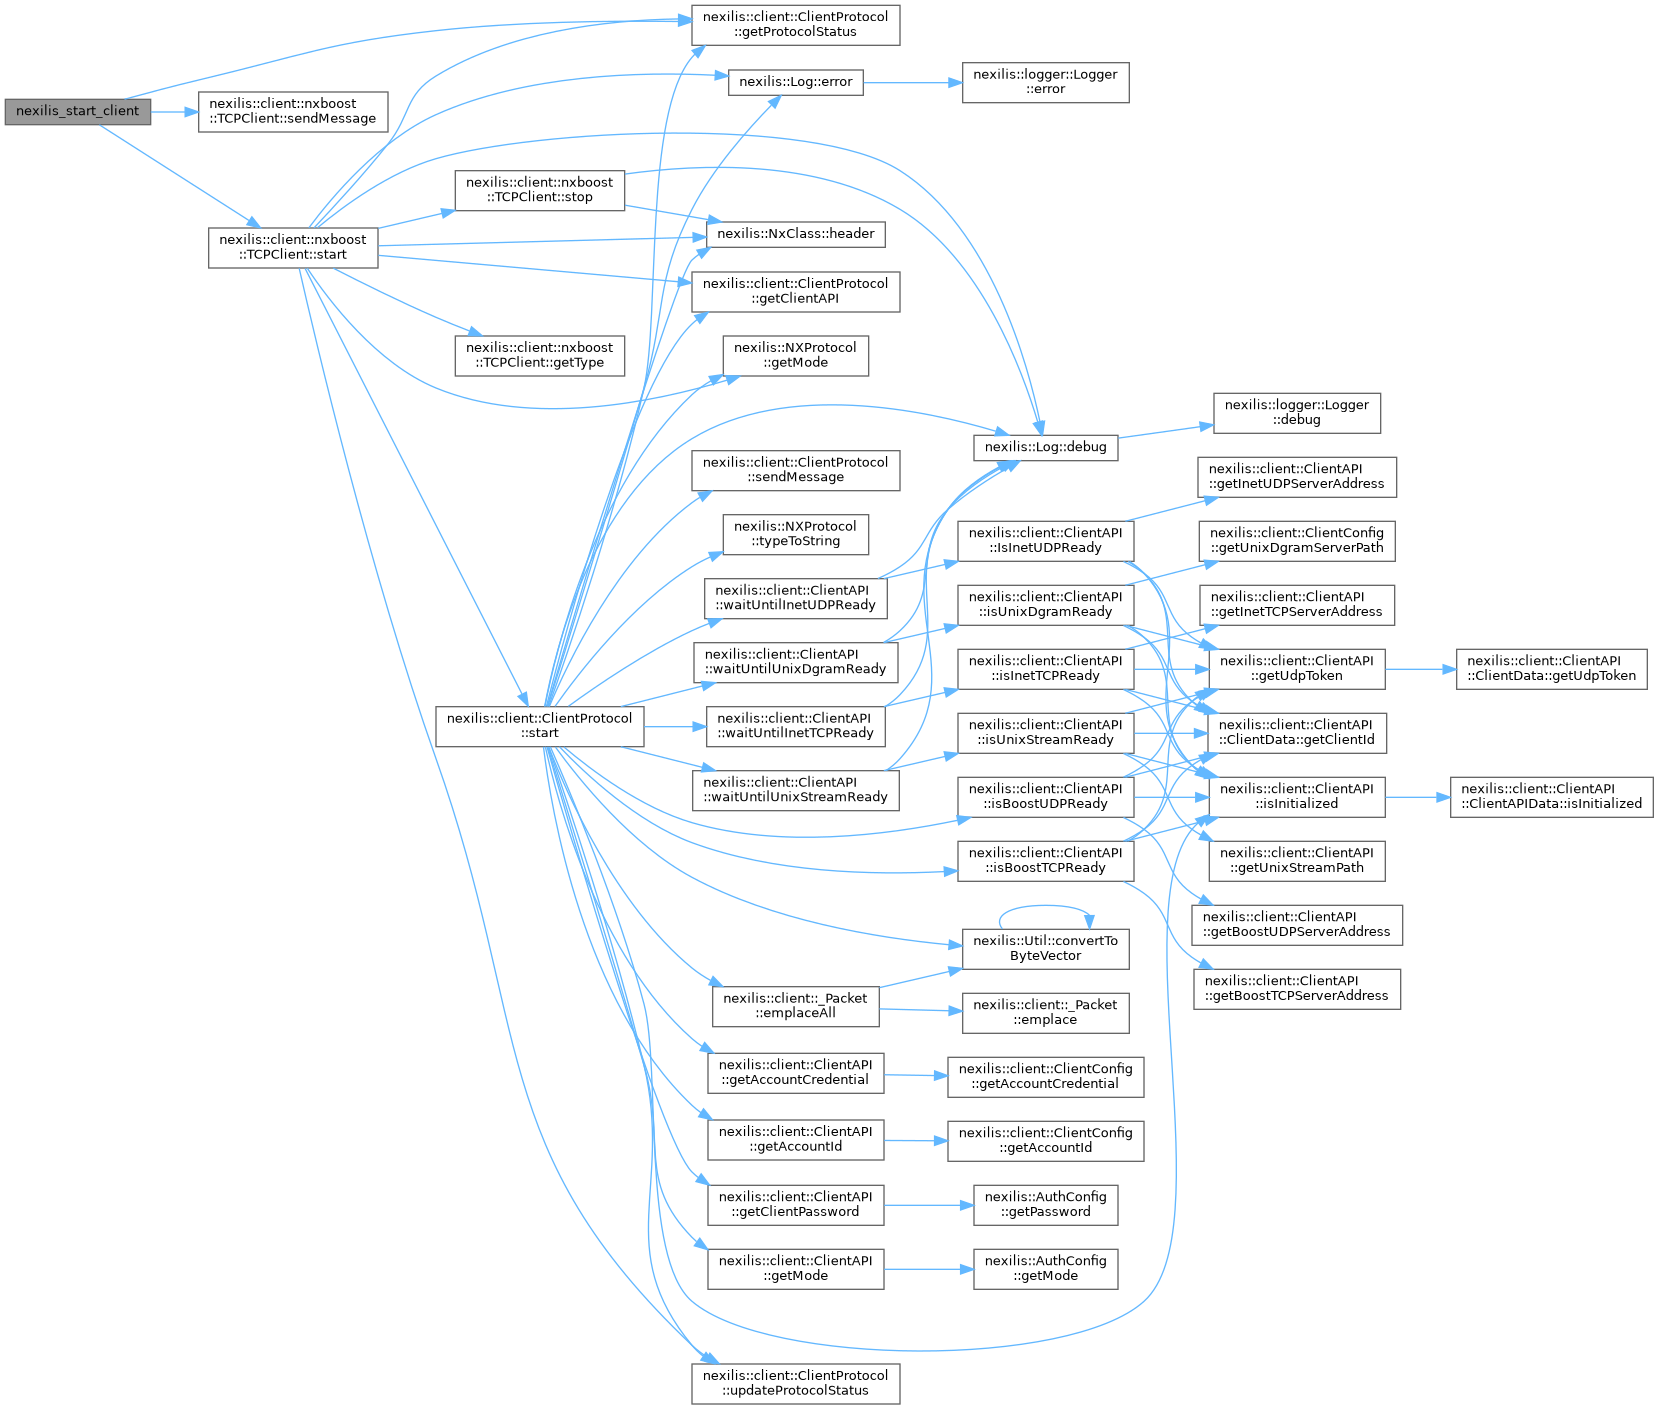 nexilis_start_client
nexilis::client::ClientProtocol
::getProtocolStatus
nexilis::client::nxboost
::TCPClient::sendMessage
nexilis::client::nxboost
::TCPClient::start
nexilis::Log::error
nexilis::logger::Logger
::error
nexilis::client::nxboost
::TCPClient::stop
nexilis::NxClass::header
nexilis::client::ClientProtocol
::getClientAPI
nexilis::client::nxboost
::TCPClient::getType
nexilis::NXProtocol
::getMode
nexilis::Log::debug
nexilis::logger::Logger
::debug
nexilis::client::ClientProtocol
::start
nexilis::client::ClientProtocol
::sendMessage
nexilis::NXProtocol
::typeToString
nexilis::client::ClientAPI
::waitUntilInetUDPReady
nexilis::client::ClientAPI
::waitUntilUnixDgramReady
nexilis::client::ClientAPI
::waitUntilInetTCPReady
nexilis::client::ClientAPI
::waitUntilUnixStreamReady
nexilis::client::ClientAPI
::IsInetUDPReady
nexilis::client::ClientAPI
::isUnixDgramReady
nexilis::client::ClientAPI
::isInetTCPReady
nexilis::client::ClientAPI
::isUnixStreamReady
nexilis::client::ClientAPI
::isBoostUDPReady
nexilis::client::ClientAPI
::isBoostTCPReady
nexilis::client::ClientAPI
::getInetUDPServerAddress
nexilis::client::ClientConfig
::getUnixDgramServerPath
nexilis::client::ClientAPI
::getInetTCPServerAddress
nexilis::client::ClientAPI
::getUdpToken
nexilis::client::ClientAPI
::ClientData::getUdpToken
nexilis::client::ClientAPI
::ClientData::getClientId
nexilis::client::ClientAPI
::isInitialized
nexilis::client::ClientAPI
::ClientAPIData::isInitialized
nexilis::client::ClientAPI
::getUnixStreamPath
nexilis::client::ClientAPI
::getBoostUDPServerAddress
nexilis::client::ClientAPI
::getBoostTCPServerAddress
nexilis::Util::convertTo
ByteVector
nexilis::client::_Packet
::emplaceAll
nexilis::client::_Packet
::emplace
nexilis::client::ClientAPI
::getAccountCredential
nexilis::client::ClientConfig
::getAccountCredential
nexilis::client::ClientAPI
::getAccountId
nexilis::client::ClientConfig
::getAccountId
nexilis::client::ClientAPI
::getClientPassword
nexilis::AuthConfig
::getPassword
nexilis::client::ClientAPI
::getMode
nexilis::AuthConfig
::getMode
nexilis::client::ClientProtocol
::updateProtocolStatus